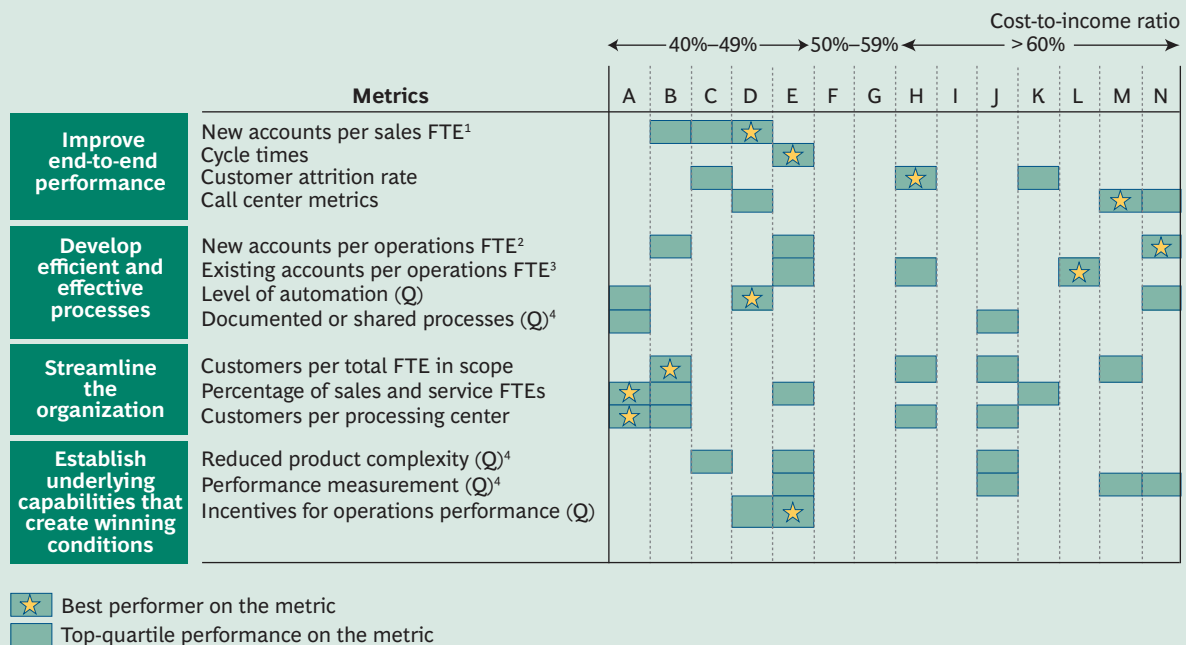 Cost-to-income ratio
40%–49% 50%–59% >60%
Metrics A B C D E F G H I J K L M N
Improve
end-to-end
performance
New accounts per sales FTE¹
Cycle times
Customer attrition rate
Call center metrics
Develop
efficient and
effective
processes
New accounts per operations FTE²
Existing accounts per operations FTE³
Level of automation (Q)
Documented or shared processes (Q)⁴
Streamline
the
organization
Customers per total FTE in scope
Percentage of sales and service FTEs
Customers per processing center
Establish
underlying
capabilities that
create winning
conditions
Reduced product complexity (Q)⁴
Performance measurement (Q)⁴
Incentives for operations performance (Q)
Best performer on the metric
Top-quartile performance on the metric